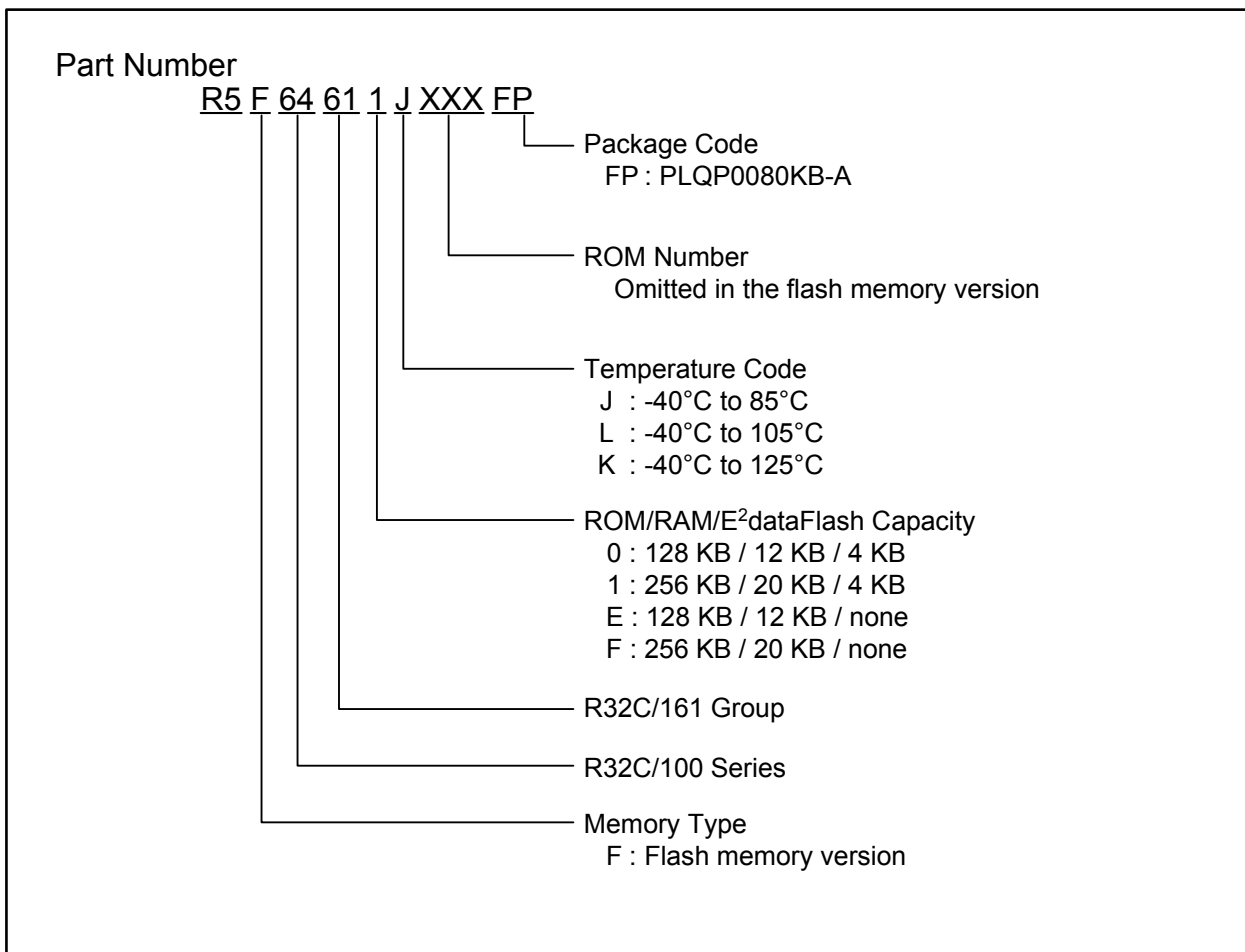 Part Number
R5 F 64 61 1 J XXX FP
Package Code
FP : PLQP0080KB-A
ROM Number
Omitted in the flash memory version
Temperature Code
J : -40°C to 85°C
L : -40°C to 105°C
K : -40°C to 125°C
ROM/RAM/E²dataFlash Capacity
0 : 128 KB / 12 KB / 4 KB
1 : 256 KB / 20 KB / 4 KB
E : 128 KB / 12 KB / none
F : 256 KB / 20 KB / none
R32C/161 Group
R32C/100 Series
Memory Type
F : Flash memory version